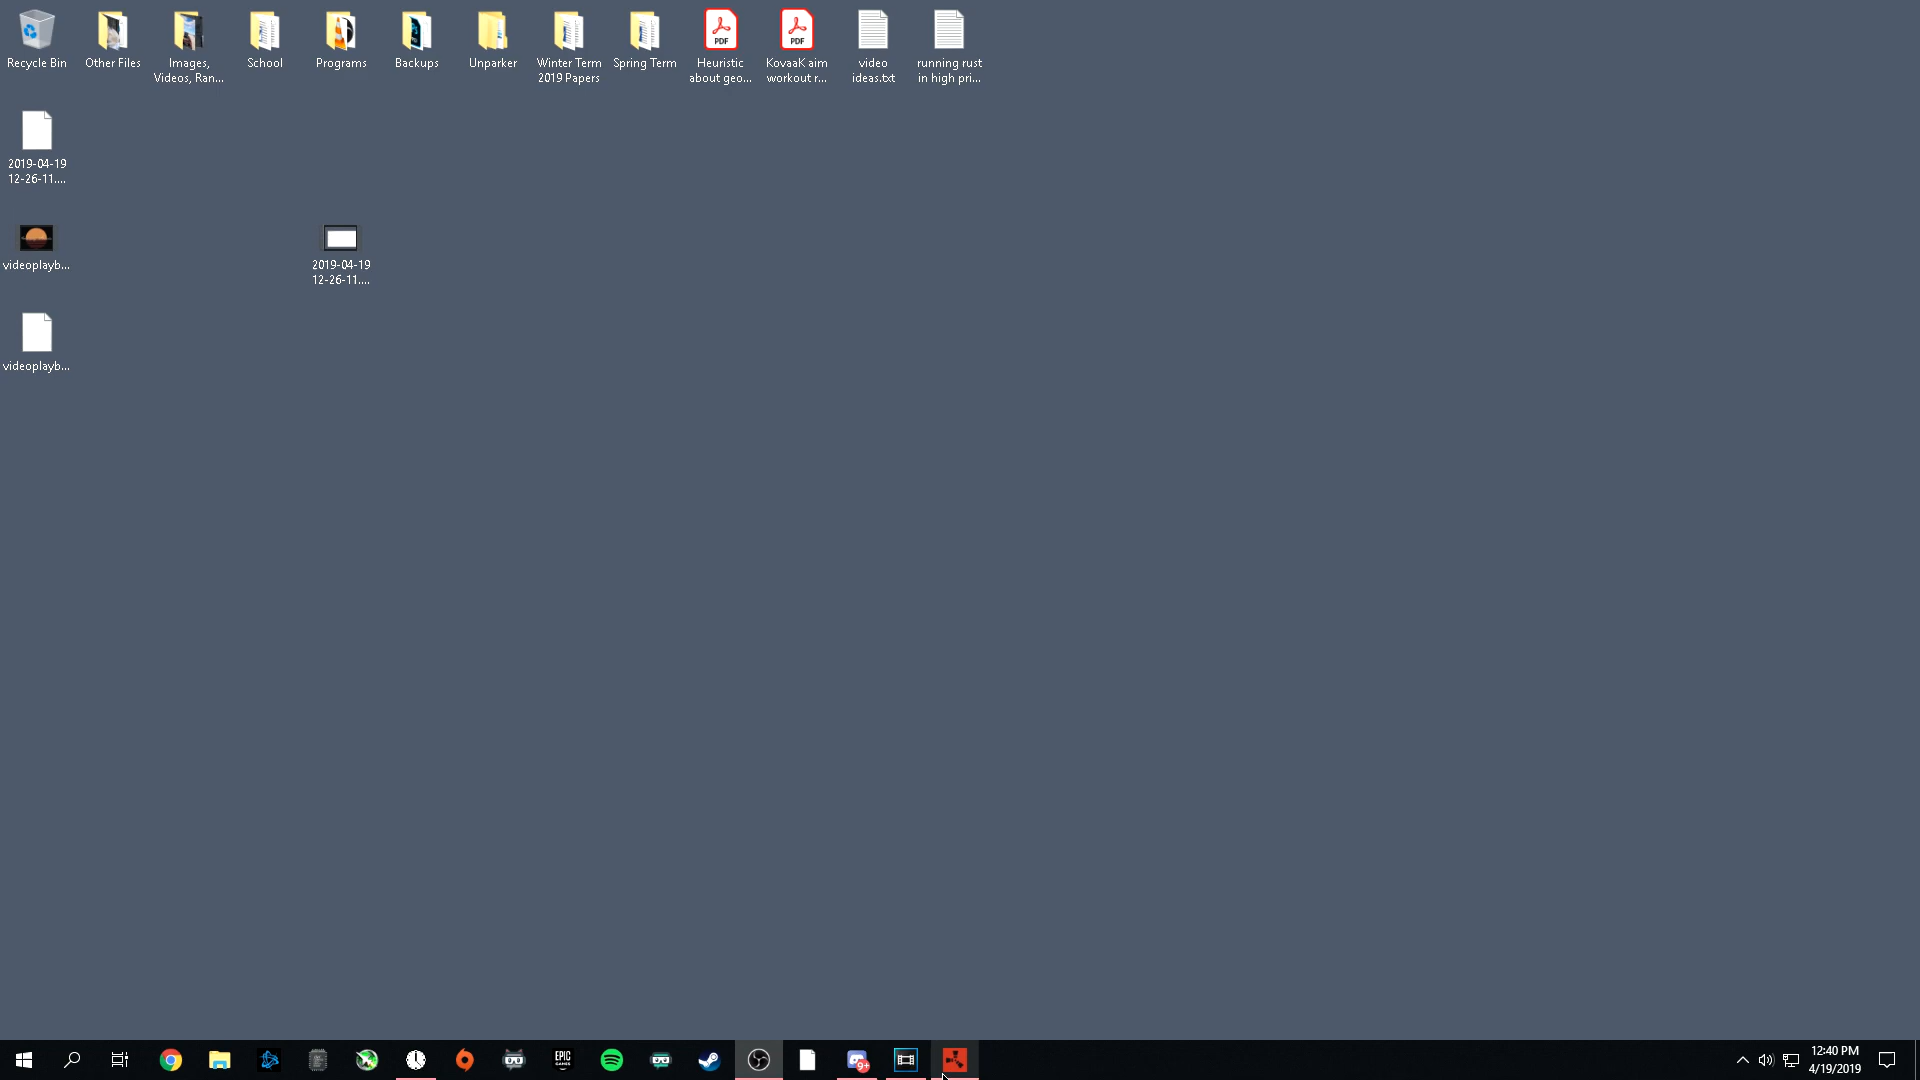 Recycle Bin
Other Files
Images,
Videos, Ran...
School
Programs
Backups
Unparker
Winter Term
2019 Papers
Spring Term
Heuristic
about geo...
KovaaK aim
workout r...
video
ideas.txt
running rust
in high pri...
PDF
PDF
2019-04-19
12-26-11....
videoplayb...
2019-04-19
12-26-11....
videoplayb...
EPIC
GAMES
9+
12:40 PM
4/19/2019